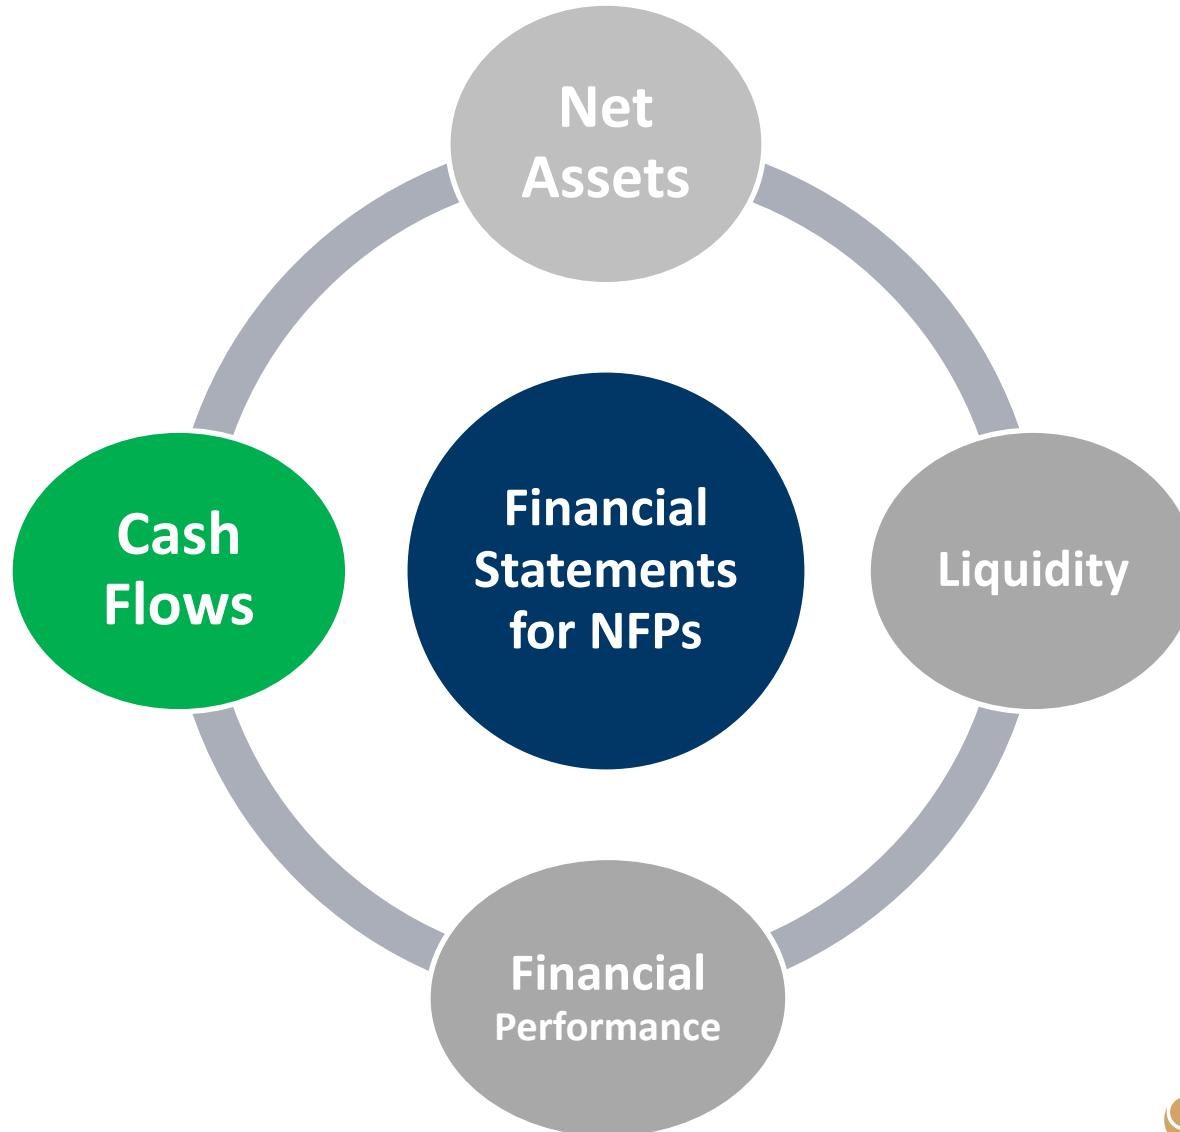 Net
Assets
Cash
Flows
Financial
Statements
for NFPs
Liquidity
Financial
Performance